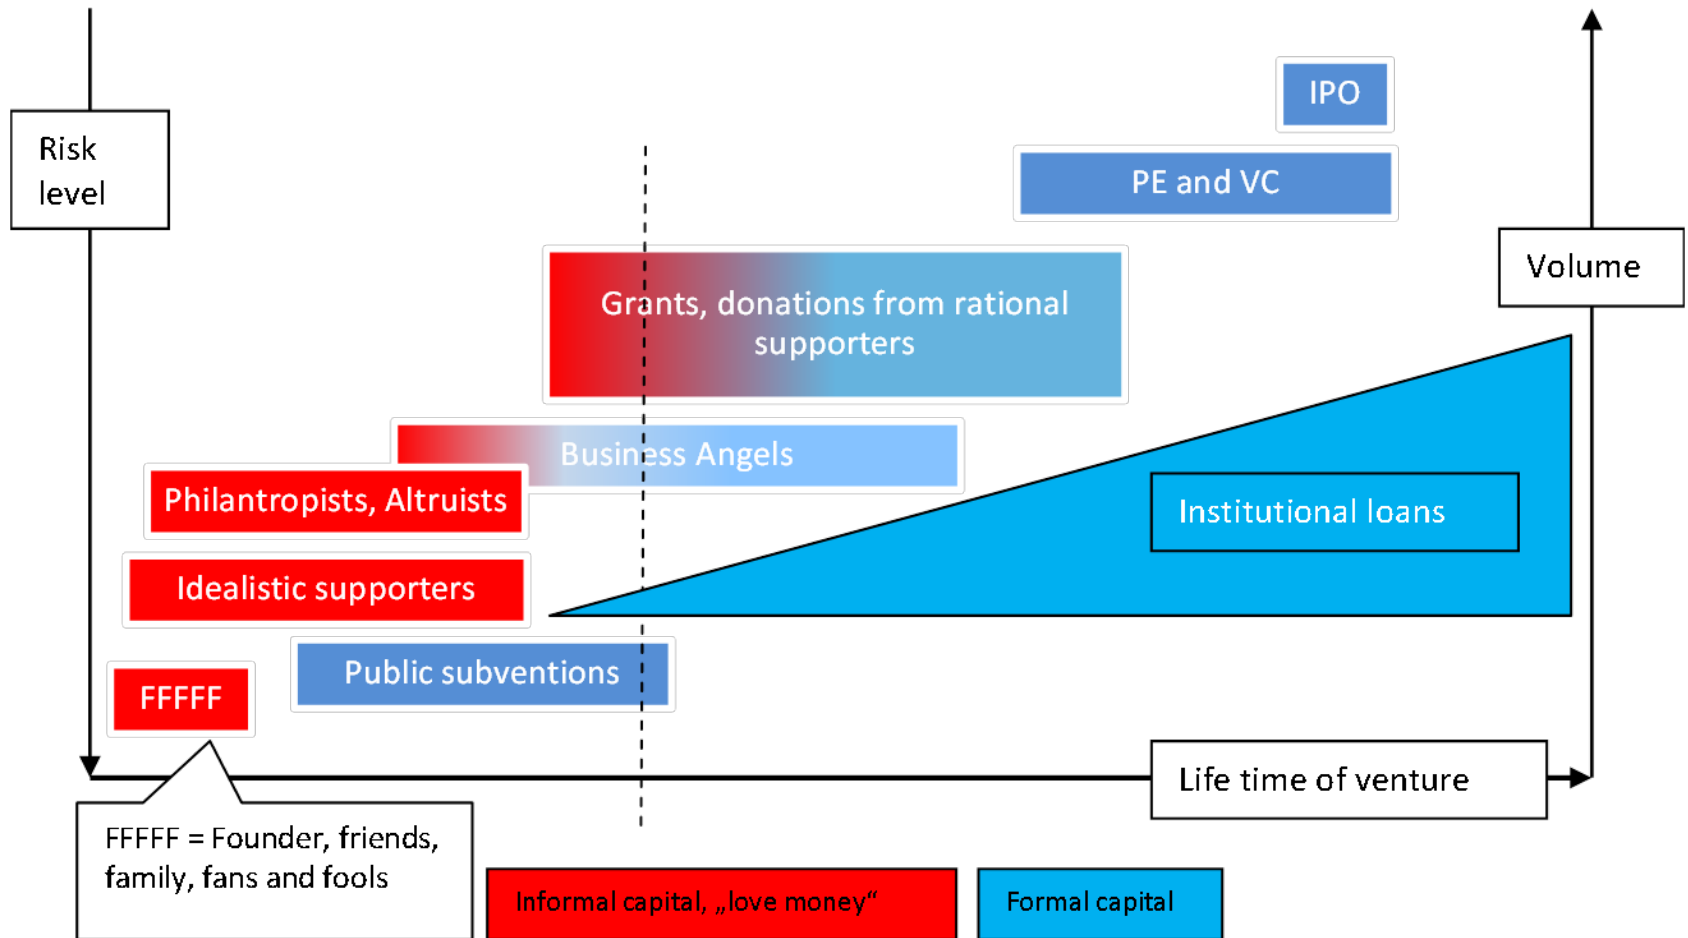 IPO
Risk
level
PE and VC
Volume
Grants, donations from rational
supporters
Business Angels
Philantropists, Altruists
Institutional loans
Idealistic supporters
Public subventions
FFFFF
Life time of venture
FFFFF = Founder, friends,
family, fans and fools
Informal capital, „love money“
Formal capital